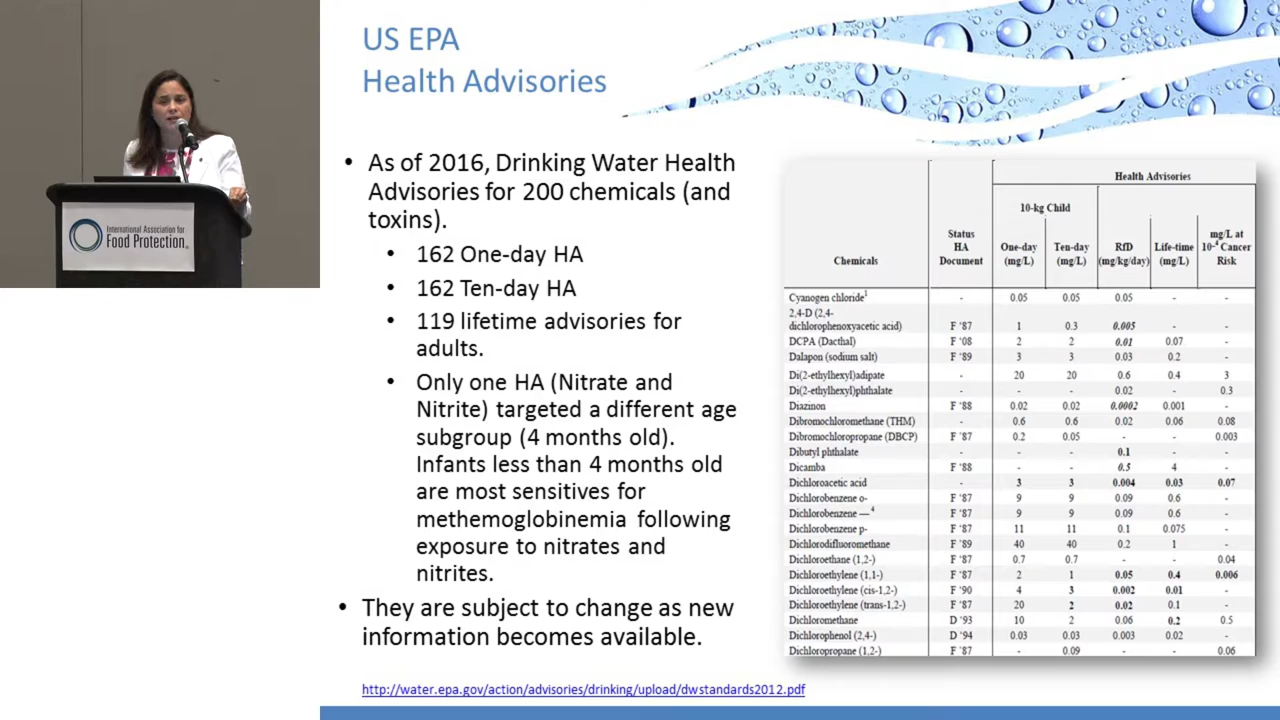 US EPA
Health Advisories
International Association for
Food Protection
• As of 2016, Drinking Water Health
Advisories for 200 chemicals (and
toxins).
• 162 One-day HA
• 162 Ten-day HA
• 119 lifetime advisories for
adults.
• Only one HA (Nitrate and
Nitrite) targeted a different age
subgroup (4 months old).
Infants less than 4 months old
are most sensitives for
methemoglobinemia following
exposure to nitrates and
nitrites.
• They are subject to change as new
information becomes available.
http://water.epa.gov/action/advisories/drinking/upload/dwstandards2012.pdf
Health Advisories
10-kg Child
Chemicals Status HA Document One-day (mg/L) Ten-day (mg/L) RfD (mg/kg/day) Life-time (mg/L) mg/L at 10-4 Cancer Risk
Cyanogen chloride1 - 0.05 0.05 0.05 - -
2,4-D (2,4-
dichlorophenoxyacetic acid) F '87 1 0.3 0.005 - -
DCPA (Dacthal) F '08 2 2 0.01 0.07 -
Dalapon (sodium salt) F '89 3 3 0.03 0.2 -
Di(2-ethylhexyl)adipate - 20 20 0.6 0.4 3
Di(2-ethylhexyl)phthalate - - - 0.02 - 0.3
Diazinon F '88 0.02 0.02 0.0002 0.001 -
Dibromochloromethane (THM) - 0.6 0.6 0.02 0.06 0.08
Dibromochloropropane (DBCP) F '87 0.2 0.05 - - 0.003
Dibutyl phthalate - - - 0.1 - -
Dicamba F '88 - - 0.5 4 -
Dichloroacetic acid - 3 3 0.004 0.03 0.07
Dichlorobenzene o- F '87 9 9 0.09 0.6 -
Dichlorobenzene —4 F '87 9 9 0.09 0.6 -
Dichlorobenzene p- F '87 11 11 0.1 0.075 -
Dichlorodifluoromethane F '89 40 40 0.2 1 -
Dichloroethane (1,2-) F '87 0.7 0.7 - - 0.04
Dichloroethylene (1,1-) F '87 2 1 0.05 0.4 0.006
Dichloroethylene (cis-1,2-) F '90 4 3 0.002 0.01 -
Dichloroethylene (trans-1,2-) F '87 20 2 0.02 0.1 -
Dichloromethane D '93 10 2 0.06 0.2 0.5
Dichlorophenol (2,4-) D '94 0.03 0.03 0.003 0.02 -
Dichloropropane (1,2-) F '87 - 0.09 - - 0.06